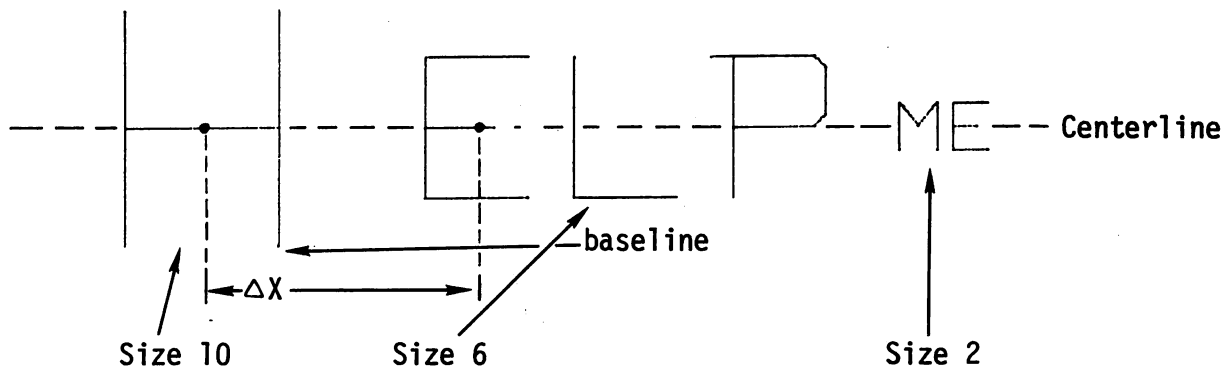 HELP ME
Centerline
baseline
ΔX
Size 10 Size 6 Size 2